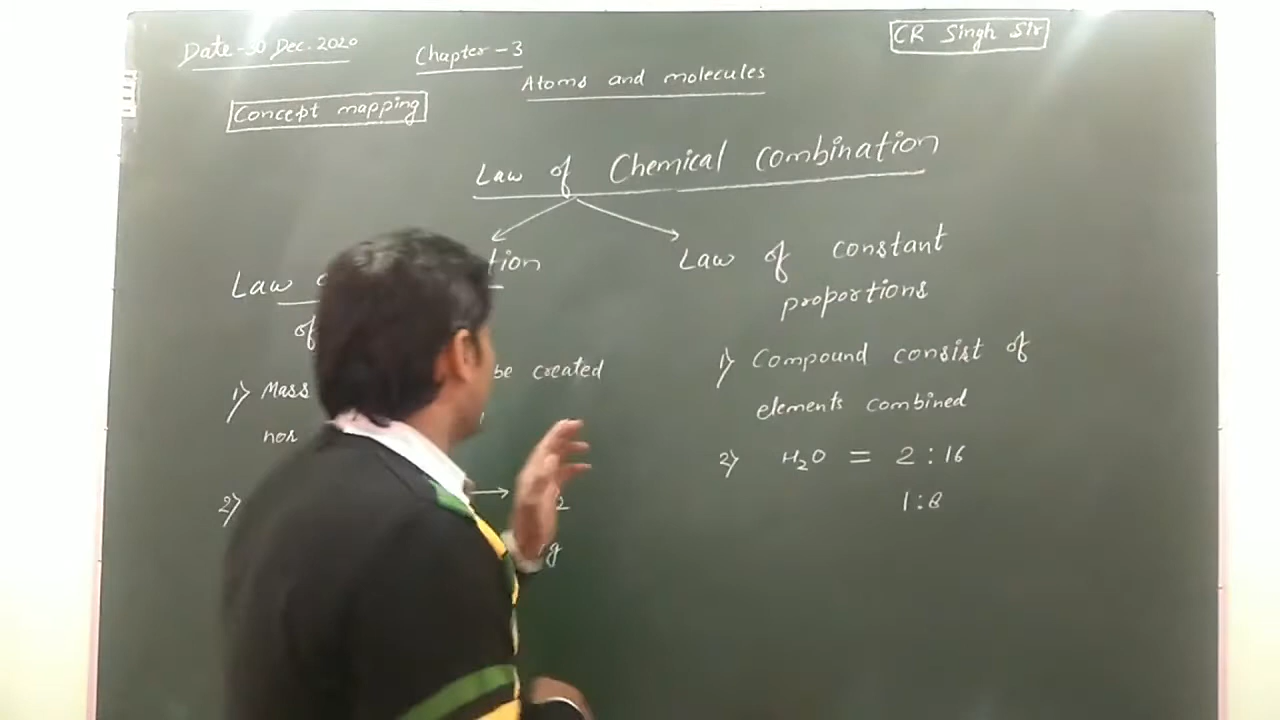 Date-30 Dec. 2020
Chapter-3
CR Singh Sir
Atoms and molecules
Concept mapping
Law of Chemical Combination
Law
tion
of
1) Mass be created
nos
2) →
2
g
Law of constant
proportions
1) Compound consist of
elements combined
2) H₂O = 2 : 16
1 : 8